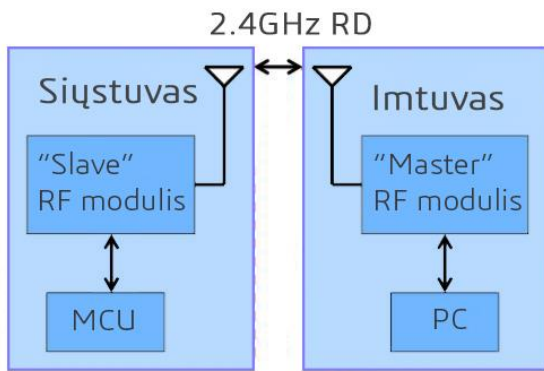 2.4GHz RD
Siųstuvas
"Slave"
RF modulis
MCU
Imtuvas
"Master"
RF modulis
PC